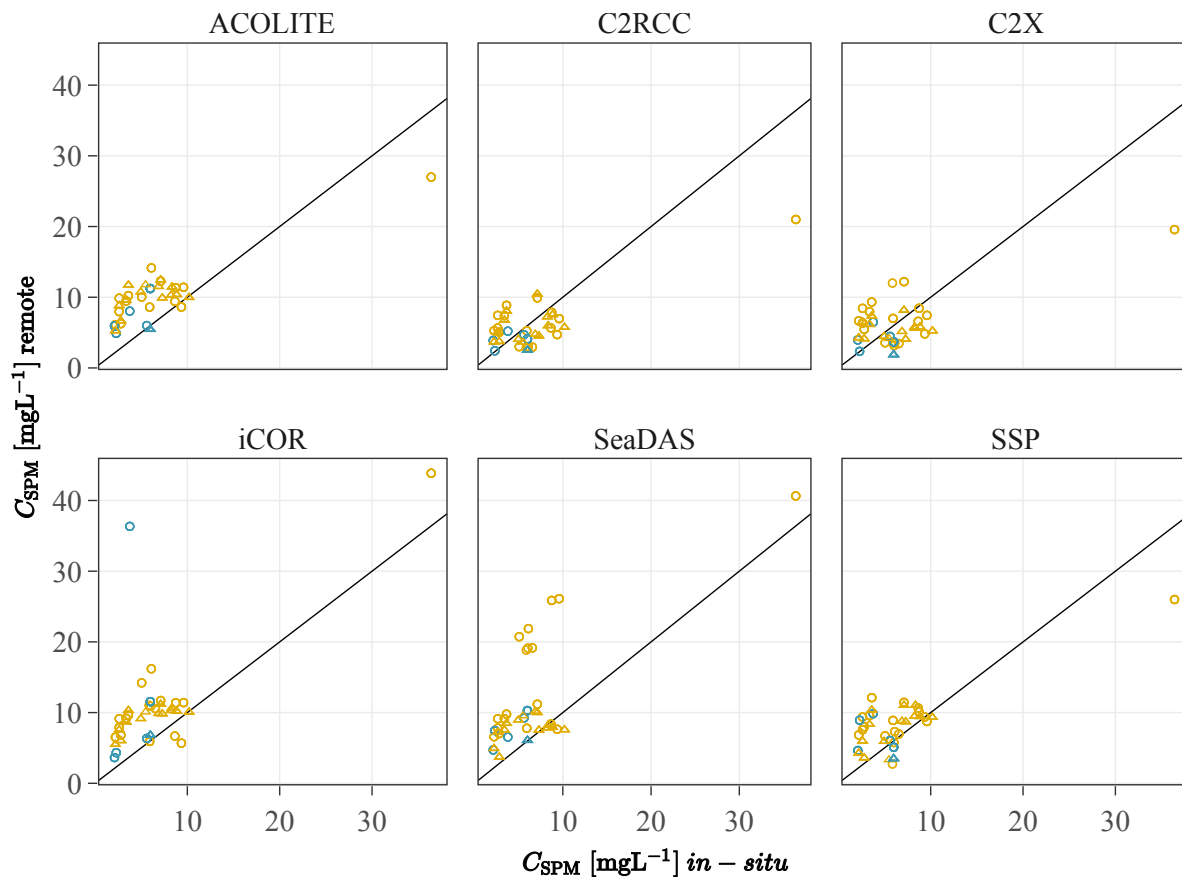 ACOLITE C2RCC C2X
40
30
20
10
0
C_SPM [mgL⁻¹] remote
iCOR SeaDAS SSP
40
30
20
10
0
10 20 30 10 20 30 10 20 30
C_SPM [mgL⁻¹] in − situ